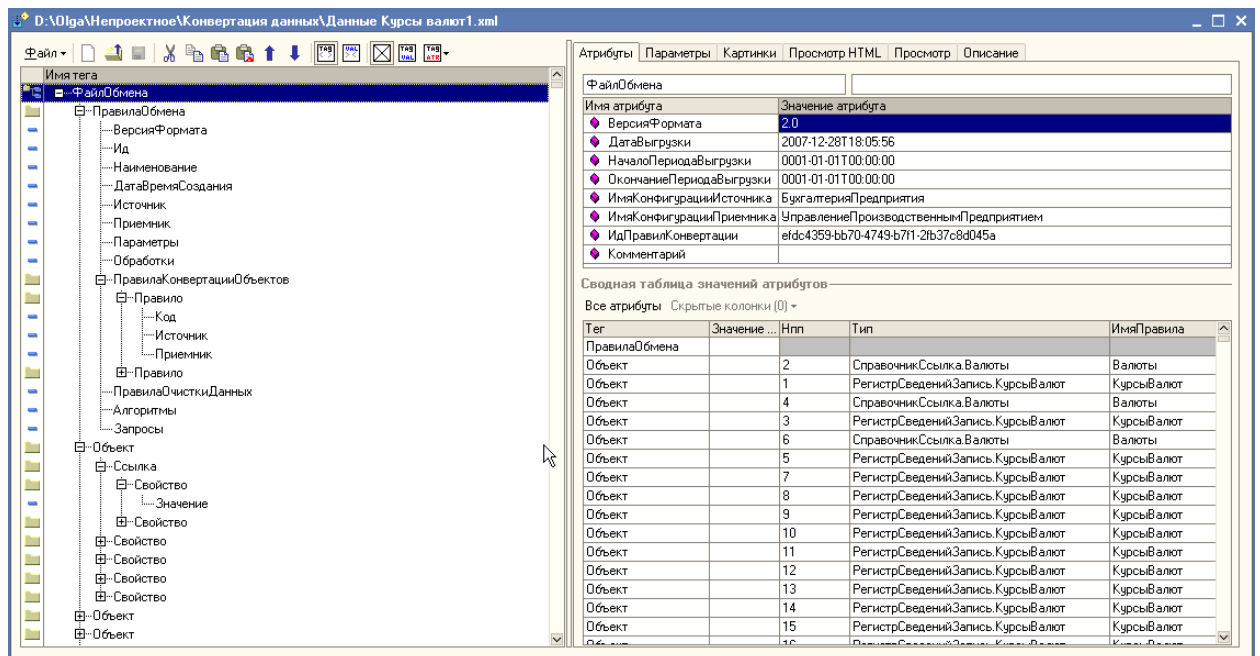 D:\Olga\Непроектное\Конвертация данных\Данные Курсы валют1.xml
Файл
TAG
VAL
TAG VAL
TAG ATR
Имя тега
ФайлОбмена
ПравилаОбмена
ВерсияФормата
Ид
Наименование
ДатаВремяСоздания
Источник
Приемник
Параметры
Обработки
ПравилаКонвертацииОбъектов
Правило
Код
Источник
Приемник
Правило
ПравилаОчисткиДанных
Алгоритмы
Запросы
Объект
Ссылка
Свойство
Значение
Свойство
Свойство
Свойство
Свойство
Свойство
Объект
Объект
Атрибуты Параметры Картинки Просмотр HTML Просмотр Описание
ФайлОбмена
Имя атрибута Значение атрибута
ВерсияФормата 2.0
ДатаВыгрузки 2007-12-28T18:05:56
НачалоПериодаВыгрузки 0001-01-01T00:00:00
ОкончаниеПериодаВыгрузки 0001-01-01T00:00:00
ИмяКонфигурацииИсточника БухгалтерияПредприятия
ИмяКонфигурацииПриемника УправлениеПроизводственнымПредприятием
ИдПравилКонвертации efdc4359-bb70-4749-b7f1-2fb37c8d045a
Комментарий
Сводная таблица значений атрибутов
Все атрибуты Скрытые колонки (0)
Тег Значение ... Нпп Тип ИмяПравила
ПравилаОбмена
Объект 2 СправочникСсылка.Валюты Валюты
Объект 1 РегистрСведенийЗапись.КурсыВалют КурсыВалют
Объект 4 СправочникСсылка.Валюты Валюты
Объект 3 РегистрСведенийЗапись.КурсыВалют КурсыВалют
Объект 6 СправочникСсылка.Валюты Валюты
Объект 5 РегистрСведенийЗапись.КурсыВалют КурсыВалют
Объект 7 РегистрСведенийЗапись.КурсыВалют КурсыВалют
Объект 8 РегистрСведенийЗапись.КурсыВалют КурсыВалют
Объект 9 РегистрСведенийЗапись.КурсыВалют КурсыВалют
Объект 10 РегистрСведенийЗапись.КурсыВалют КурсыВалют
Объект 11 РегистрСведенийЗапись.КурсыВалют КурсыВалют
Объект 12 РегистрСведенийЗапись.КурсыВалют КурсыВалют
Объект 13 РегистрСведенийЗапись.КурсыВалют КурсыВалют
Объект 14 РегистрСведенийЗапись.КурсыВалют КурсыВалют
Объект 15 РегистрСведенийЗапись.КурсыВалют КурсыВалют